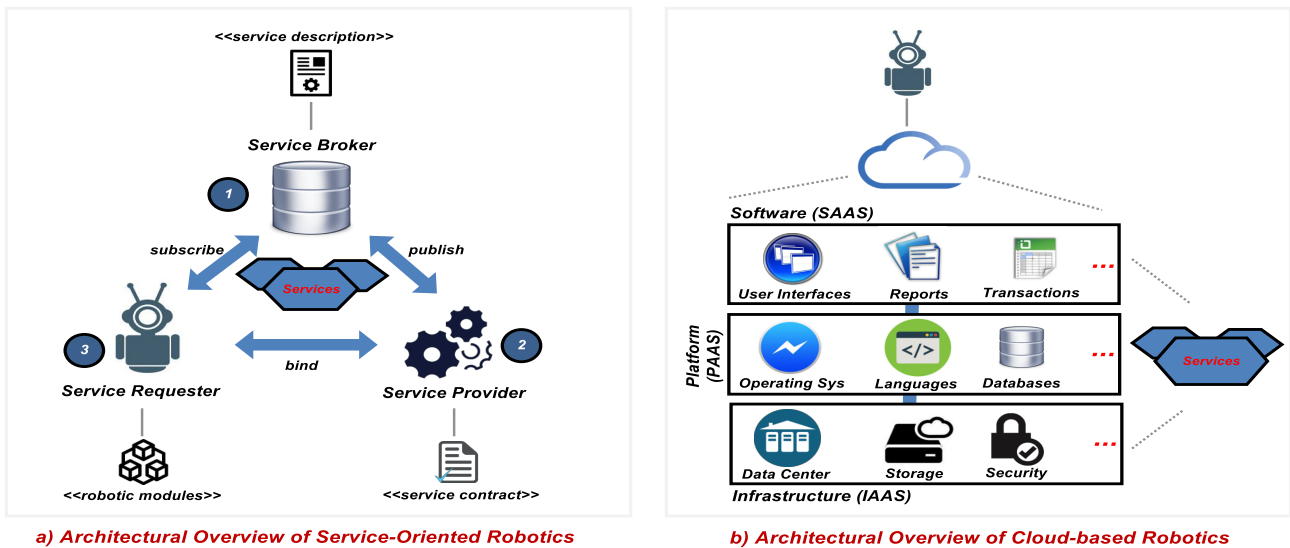 <<service description>>
Service Broker
1
subscribe
publish
Services
3
2
bind
Service Requester
Service Provider
<<robotic modules>>
<<service contract>>
a) Architectural Overview of Service-Oriented Robotics
Software (SAAS)
User Interfaces
Reports
Transactions
...
Platform
(PAAS)
</>
Operating Sys
Languages
Databases
...
Services
Data Center
Storage
Security
...
Infrastructure (IAAS)
b) Architectural Overview of Cloud-based Robotics